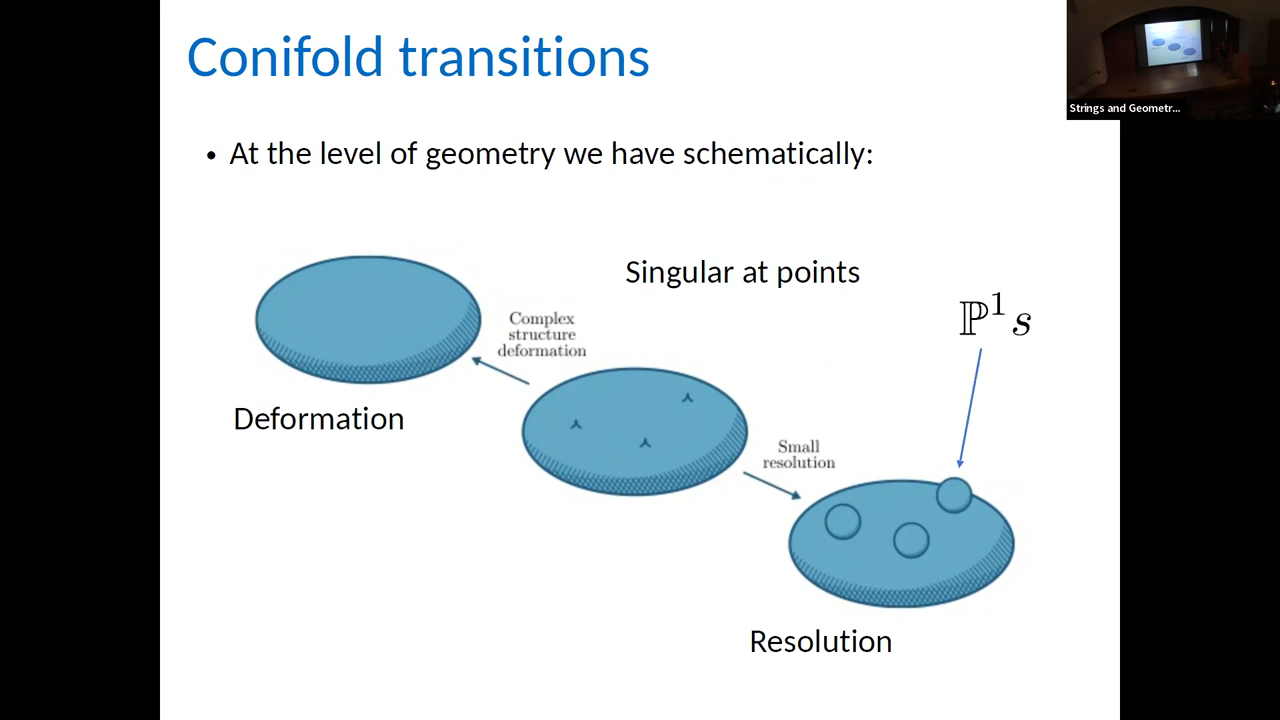 Conifold transitions
Strings and Geometr...
• At the level of geometry we have schematically:
Singular at points
ℙ¹s
Complex
structure
deformation
Deformation
Small
resolution
Resolution